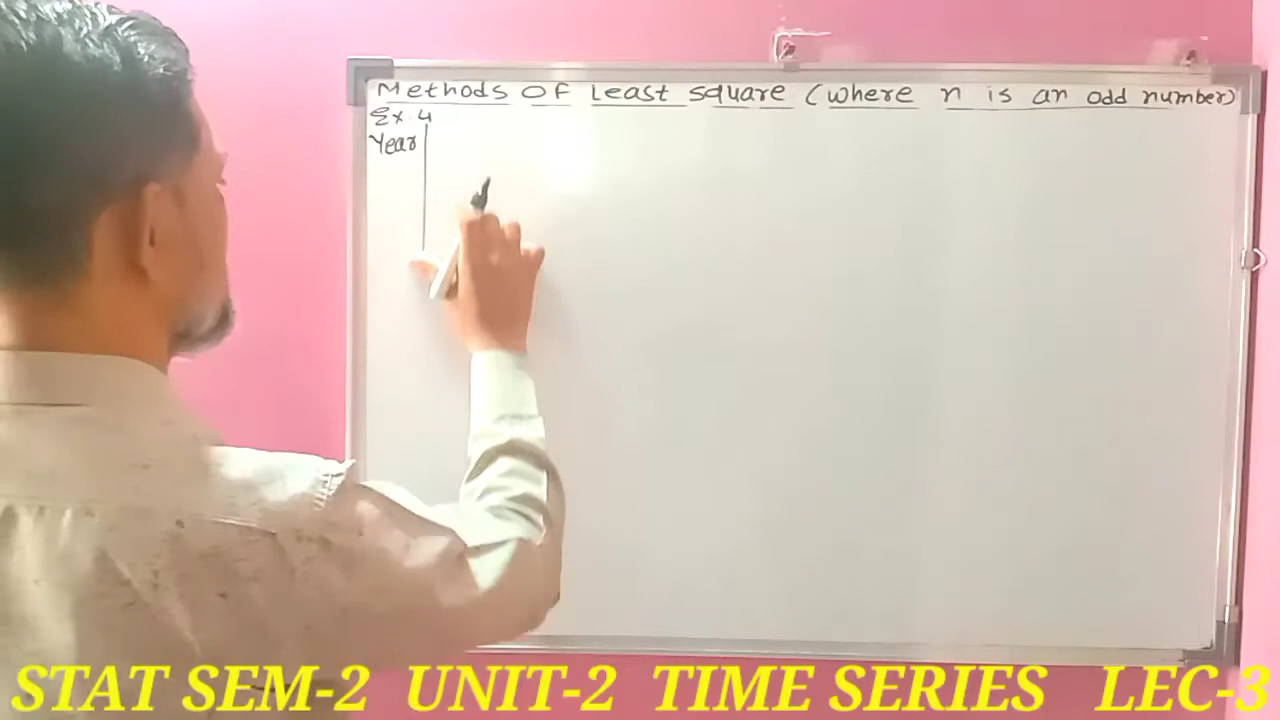 Methods OF Least square (where n is an odd number)
Ex. 4
Year
STAT SEM-2 UNIT-2 TIME SERIES LEC-3